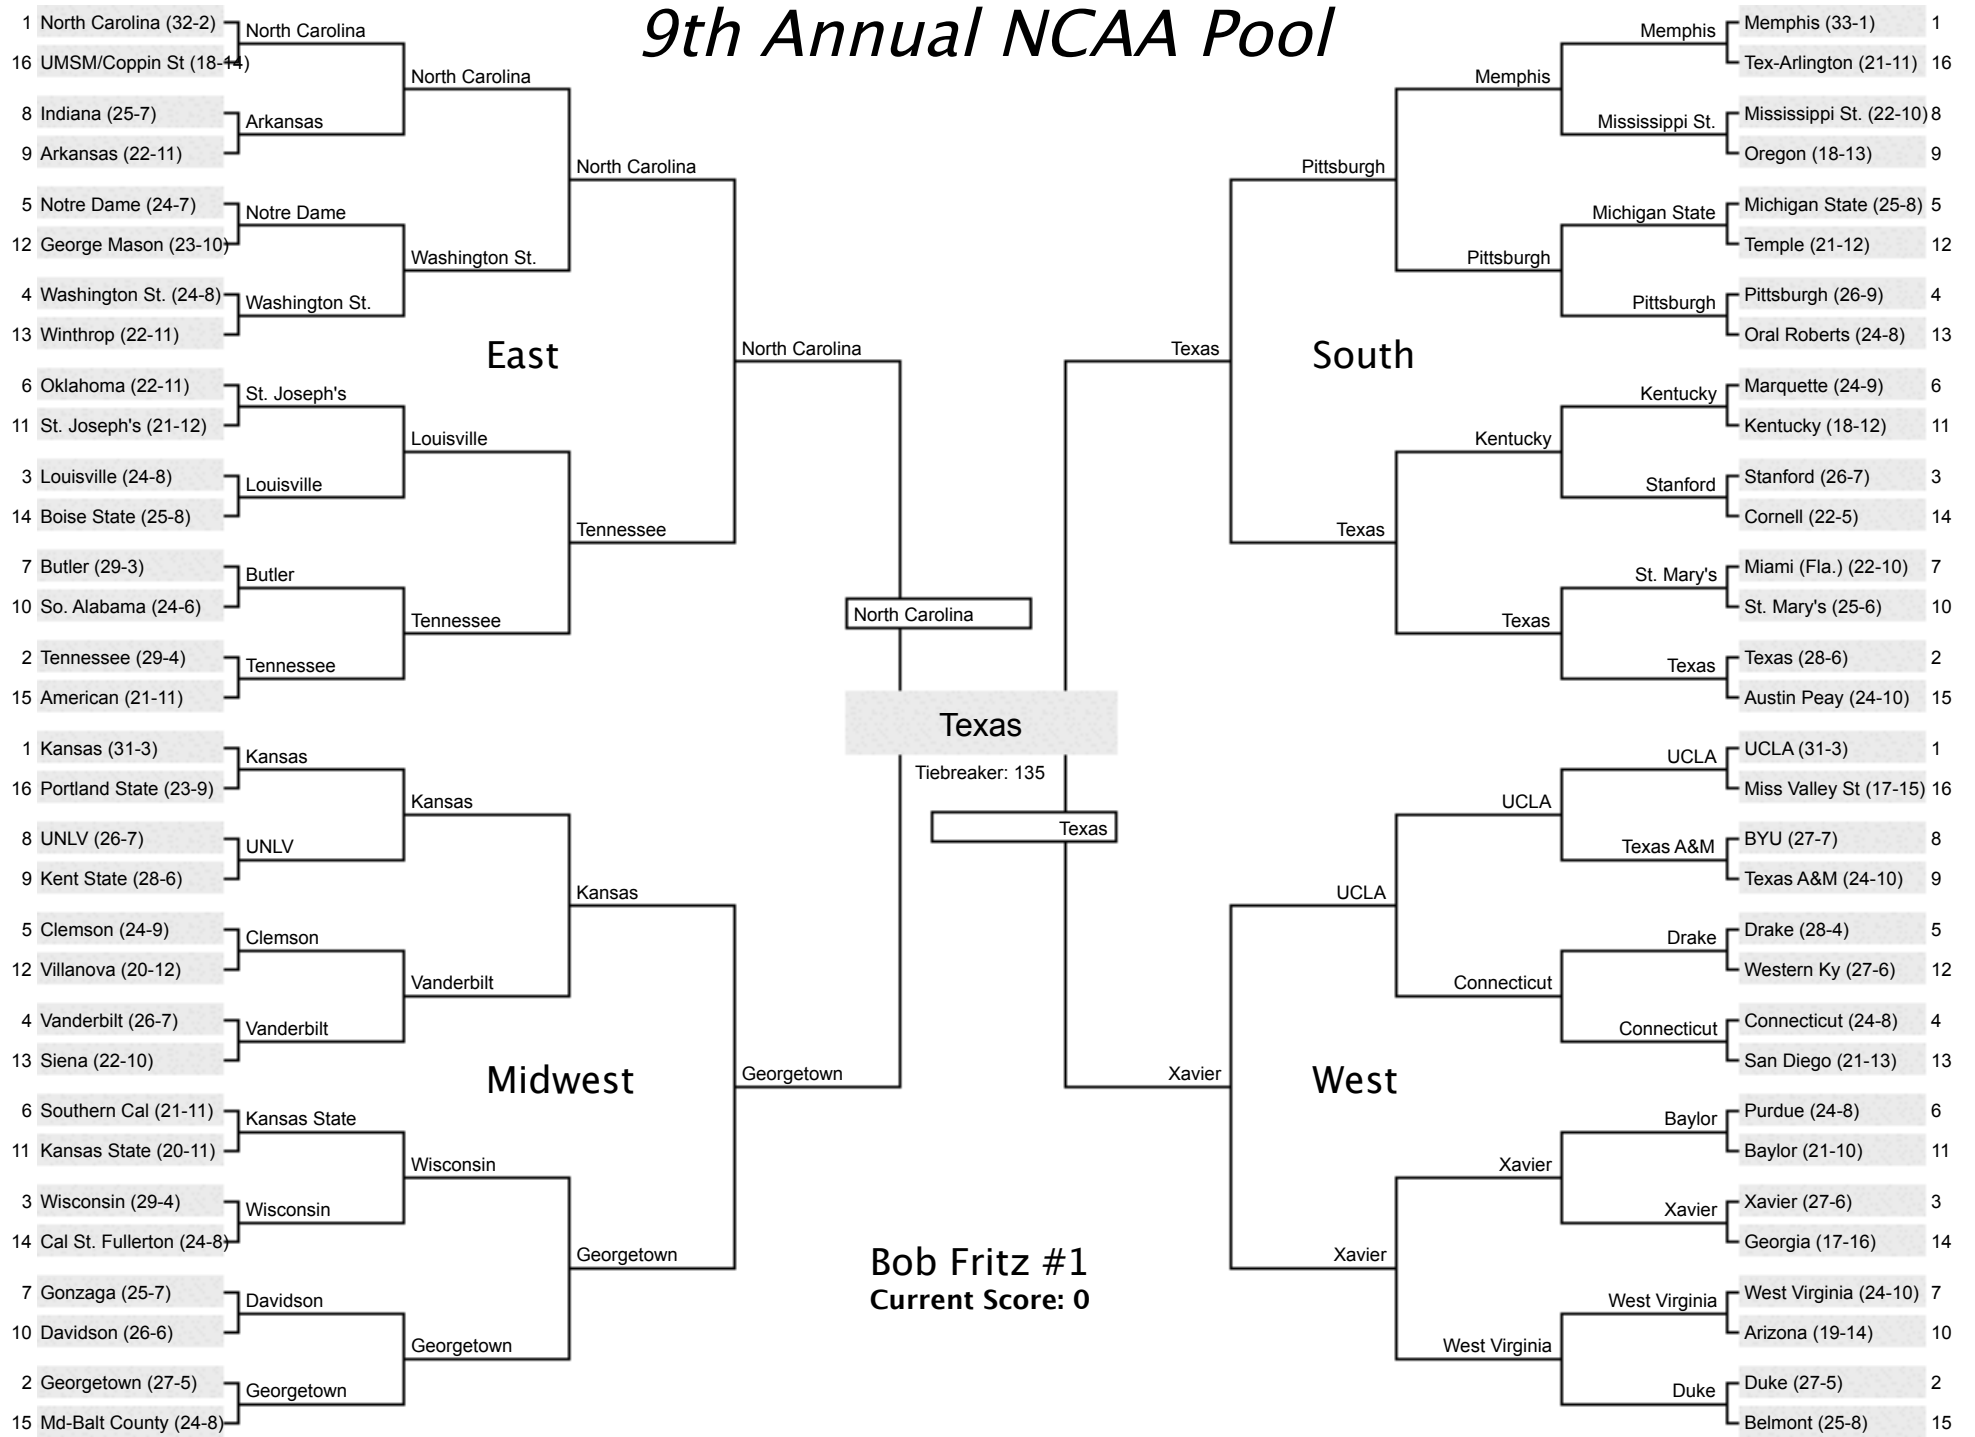 9th Annual NCAA Pool
1 North Carolina (32-2)
North Carolina
16 UMSM/Coppin St (18-14)
North Carolina
8 Indiana (25-7)
Arkansas
9 Arkansas (22-11)
North Carolina
5 Notre Dame (24-7)
Notre Dame
12 George Mason (23-10)
Washington St.
4 Washington St. (24-8)
Washington St.
13 Winthrop (22-11)
East
North Carolina
6 Oklahoma (22-11)
St. Joseph's
11 St. Joseph's (21-12)
Louisville
3 Louisville (24-8)
Louisville
14 Boise State (25-8)
Tennessee
7 Butler (29-3)
Butler
10 So. Alabama (24-6)
Tennessee
2 Tennessee (29-4)
Tennessee
15 American (21-11)
1 Kansas (31-3)
Kansas
16 Portland State (23-9)
Kansas
8 UNLV (26-7)
UNLV
9 Kent State (28-6)
Kansas
5 Clemson (24-9)
Clemson
12 Villanova (20-12)
Vanderbilt
4 Vanderbilt (26-7)
Vanderbilt
13 Siena (22-10)
Midwest
Georgetown
6 Southern Cal (21-11)
Kansas State
11 Kansas State (20-11)
Wisconsin
3 Wisconsin (29-4)
Wisconsin
14 Cal St. Fullerton (24-8)
Georgetown
7 Gonzaga (25-7)
Davidson
10 Davidson (26-6)
Georgetown
2 Georgetown (27-5)
Georgetown
15 Md-Balt County (24-8)
North Carolina
Texas
Tiebreaker: 135
Texas
Bob Fritz #1
Current Score: 0
Memphis (33-1) 1
Memphis
Tex-Arlington (21-11) 16
Memphis
Mississippi St. (22-10) 8
Mississippi St.
Oregon (18-13) 9
Pittsburgh
Michigan State (25-8) 5
Michigan State
Temple (21-12) 12
Pittsburgh
Pittsburgh (26-9) 4
Pittsburgh
Oral Roberts (24-8) 13
South
Texas
Marquette (24-9) 6
Kentucky
Kentucky (18-12) 11
Kentucky
Stanford (26-7) 3
Stanford
Cornell (22-5) 14
Texas
Miami (Fla.) (22-10) 7
St. Mary's
St. Mary's (25-6) 10
Texas
Texas (28-6) 2
Texas
Austin Peay (24-10) 15
UCLA (31-3) 1
UCLA
Miss Valley St (17-15) 16
UCLA
BYU (27-7) 8
Texas A&M
Texas A&M (24-10) 9
UCLA
Drake (28-4) 5
Drake
Western Ky (27-6) 12
Connecticut
Connecticut (24-8) 4
Connecticut
San Diego (21-13) 13
West
Xavier
Purdue (24-8) 6
Baylor
Baylor (21-10) 11
Xavier
Xavier (27-6) 3
Xavier
Georgia (17-16) 14
Xavier
West Virginia (24-10) 7
West Virginia
Arizona (19-14) 10
West Virginia
Duke (27-5) 2
Duke
Belmont (25-8) 15